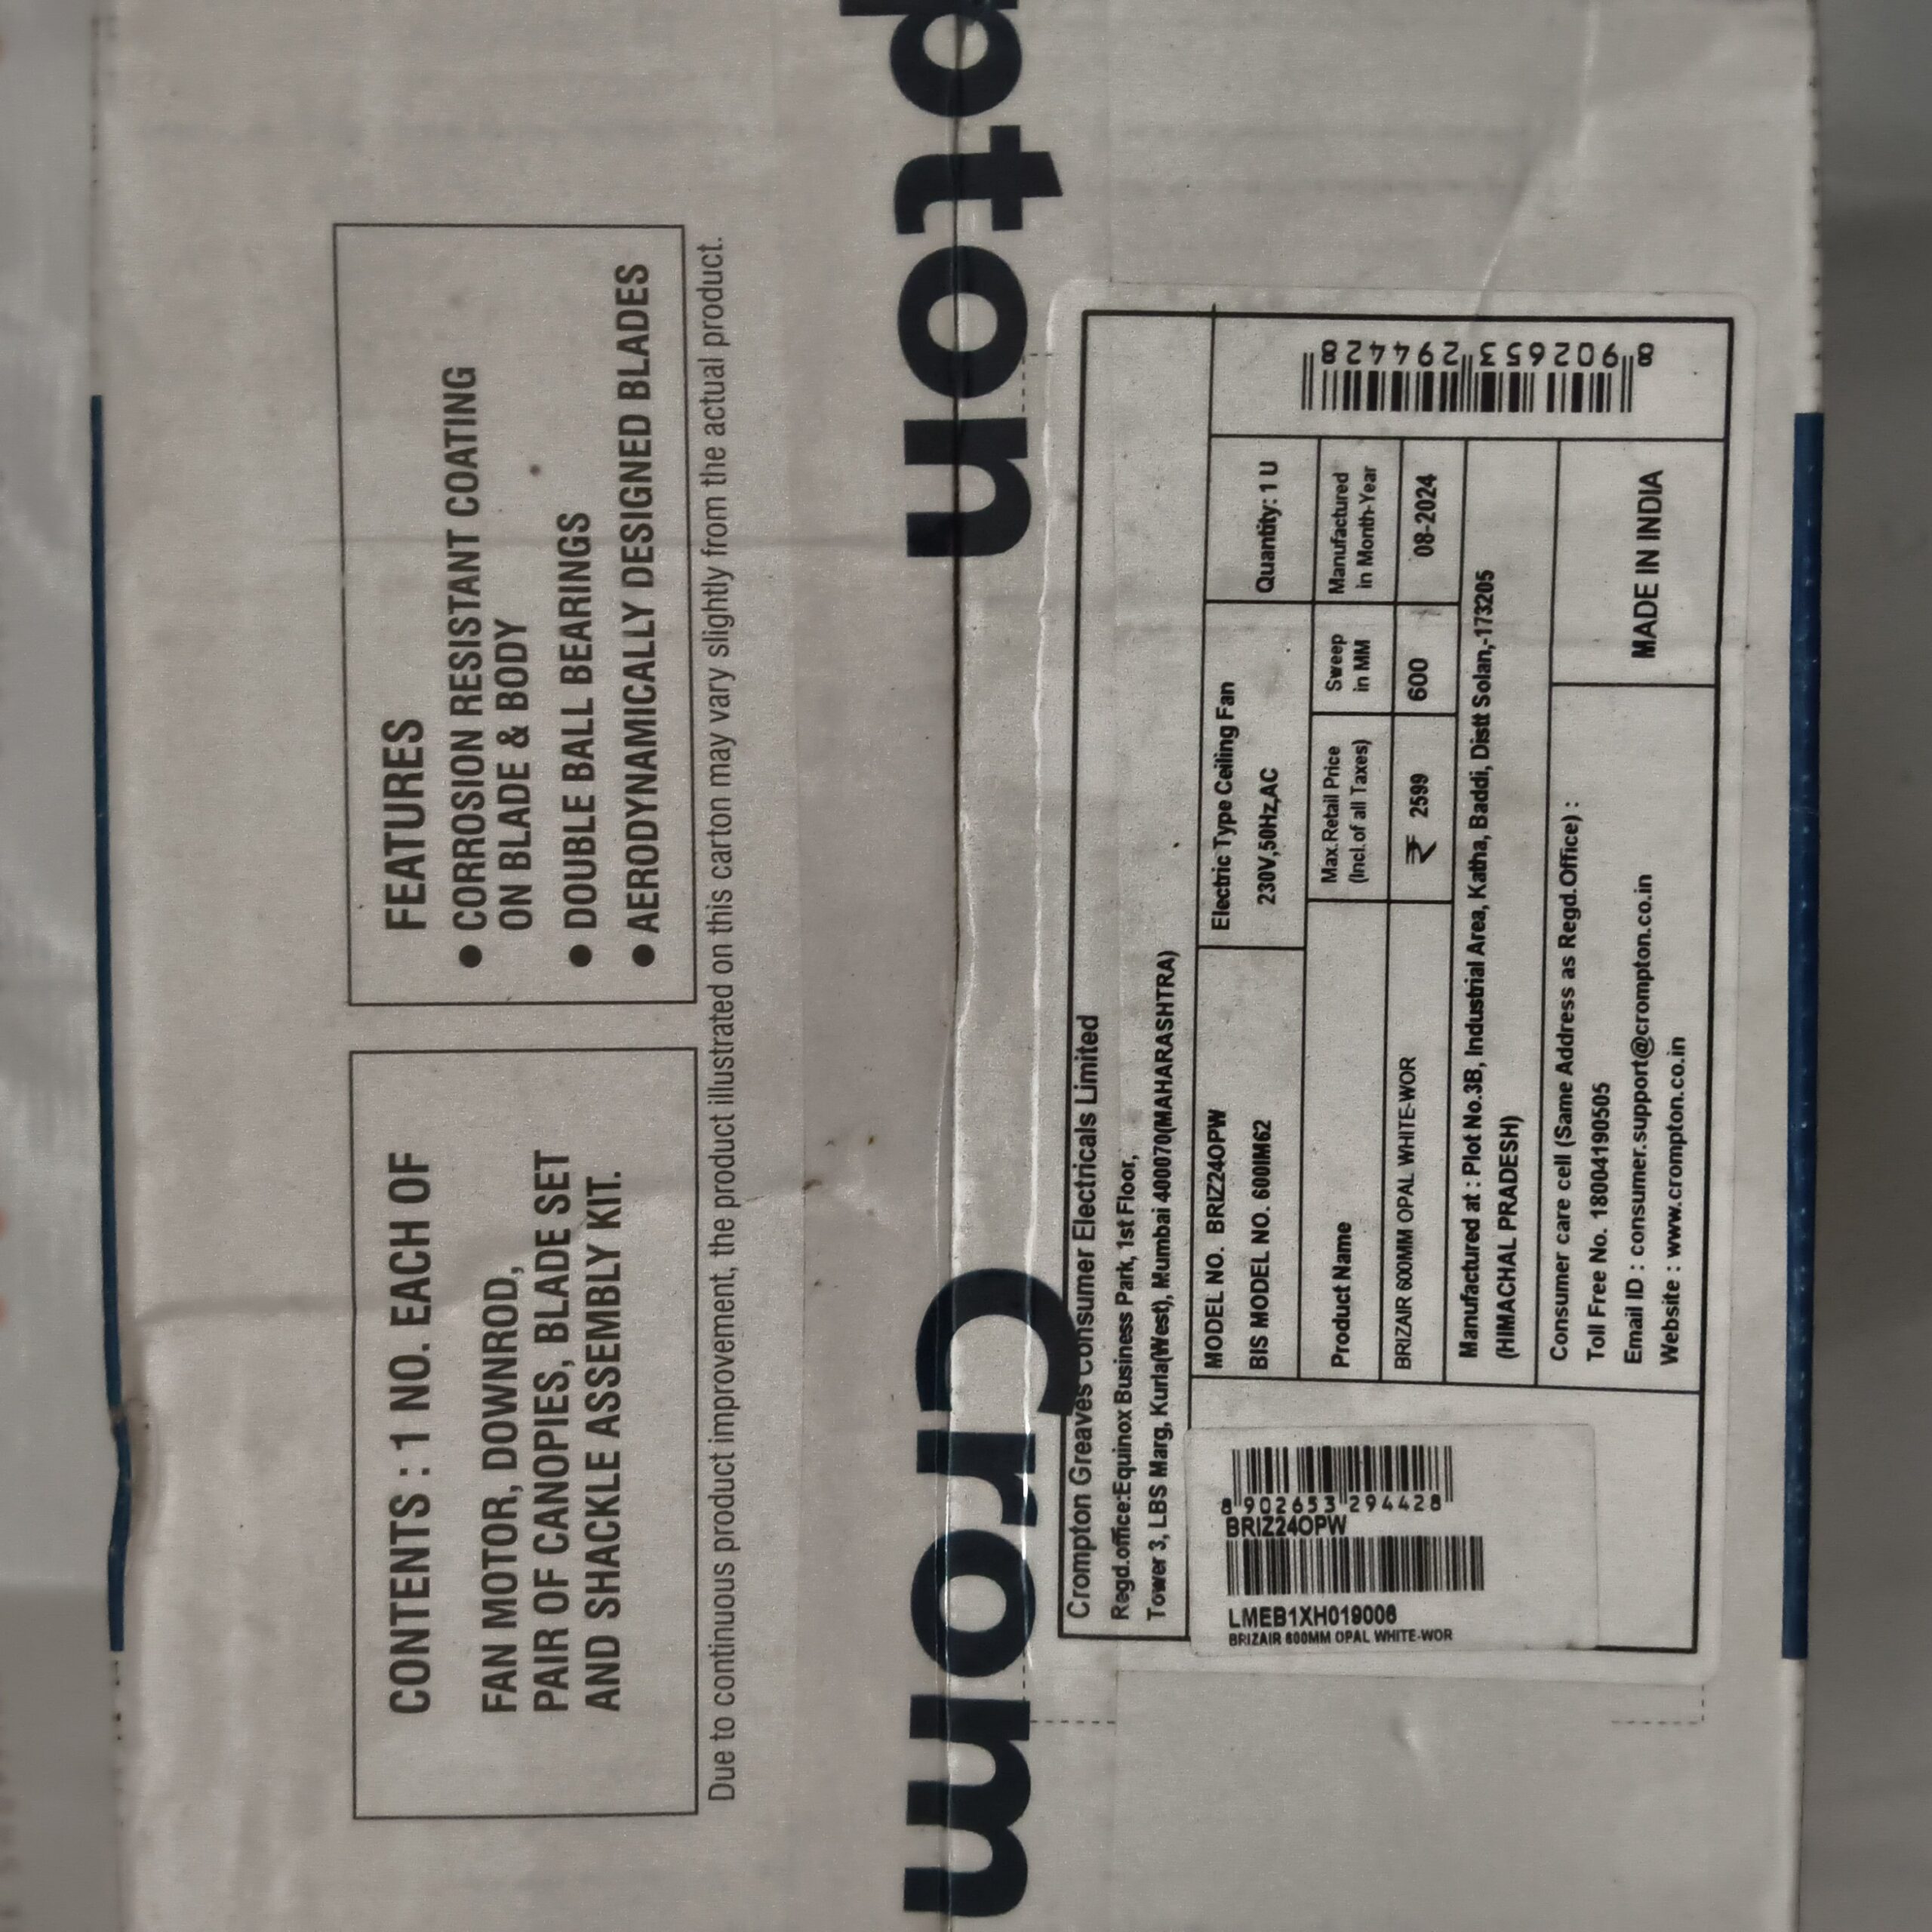 CONTENTS : 1 NO. EACH OF
FAN MOTOR, DOWNROD,
PAIR OF CANOPIES, BLADE SET
AND SHACKLE ASSEMBLY KIT.
FEATURES
• CORROSION RESISTANT COATING
ON BLADE & BODY
• DOUBLE BALL BEARINGS
• AERODYNAMICALLY DESIGNED BLADES
Due to continuous product improvement, the product illustrated on this carton may vary slightly from the actual product.
Crompton
Crompton Greaves Consumer Electricals Limited
Regd.office:Equinox Business Park, 1st Floor,
Tower 3, LBS Marg, Kurla(West), Mumbai 400070(MAHARASHTRA)
MODEL NO. BRIZ24OPW
BIS MODEL NO. 600IM62
Electric Type Ceiling Fan
230V,50Hz,AC
Quantity: 1 U
Product Name
Max.Retail Price
(Incl.of all Taxes)
Sweep
in MM
Manufactured
in Month-Year
BRIZAIR 600MM OPAL WHITE-WOR
₹ 2599
600
08-2024
Manufactured at : Plot No.3B, Industrial Area, Katha, Baddi, Distt Solan,-173205
(HIMACHAL PRADESH)
Consumer care cell (Same Address as Regd.Office) :
Toll Free No. 18004190505
Email ID : consumer.support@crompton.co.in
Website : www.crompton.co.in
MADE IN INDIA
8 902653 294428
8 902653 294428
BRIZ24OPW
LMEB1XH019006
BRIZAIR 600MM OPAL WHITE-WOR